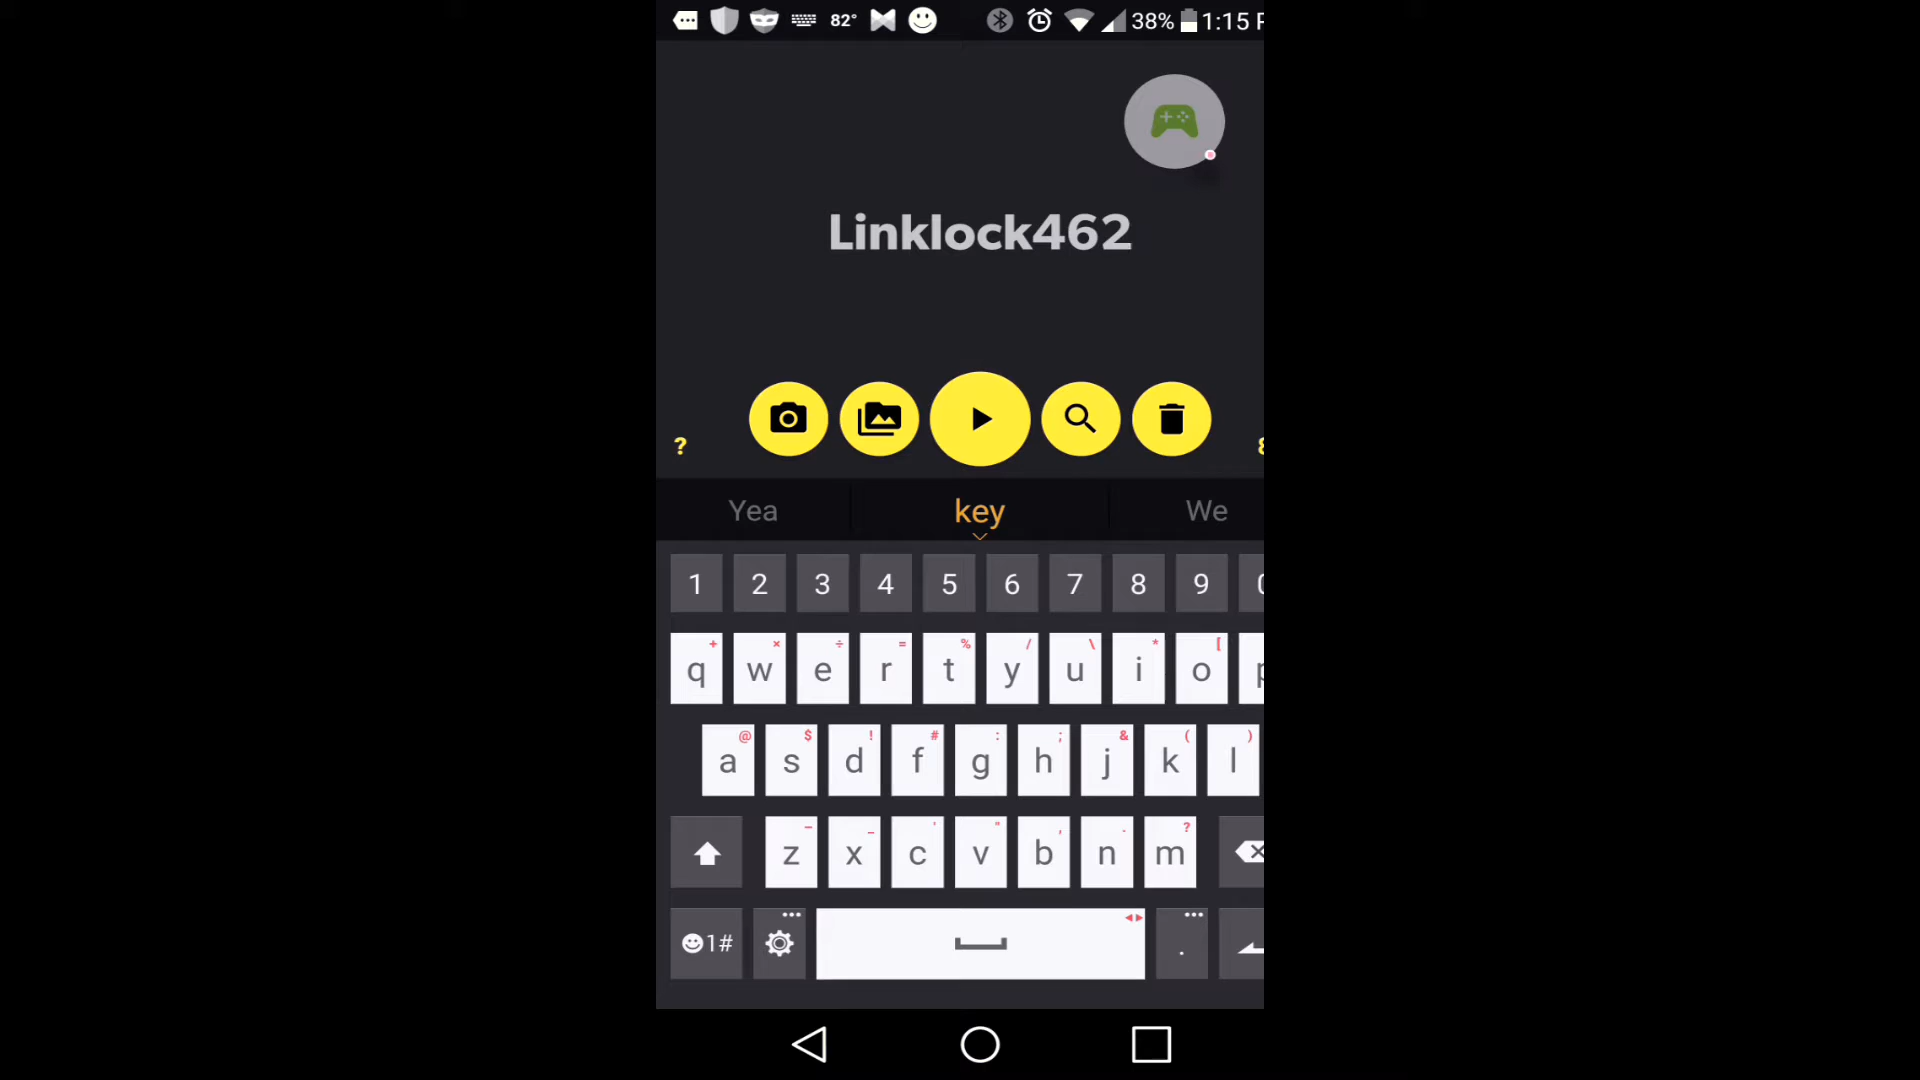 82° 38% 1:15
Linklock462
?
Yea key We
1 2 3 4 5 6 7 8 9
+ × ÷ = % / \ * [
q w e r t y u i o
@ $ ! # : ; & ( )
a s d f g h j k l
– _ ' " , . ?
z x c v b n m
1# .